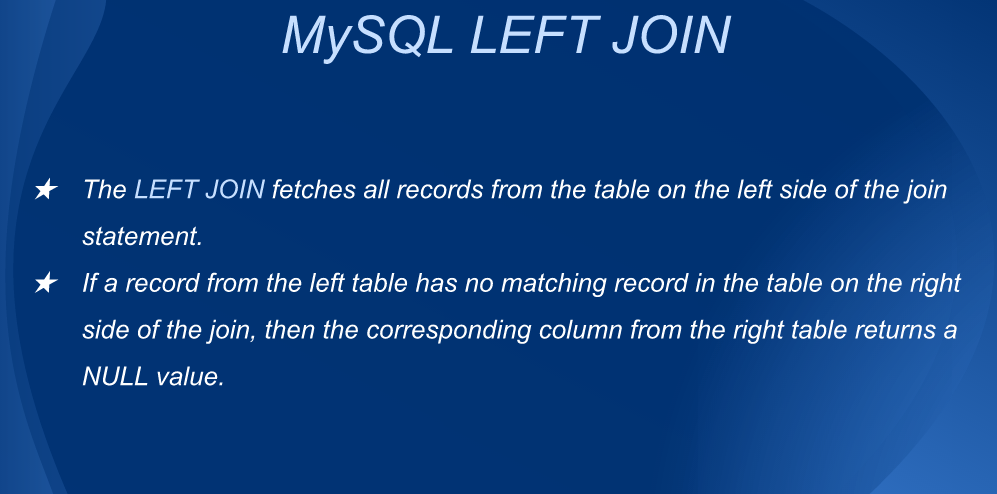 MySQL LEFT JOIN
★ The LEFT JOIN fetches all records from the table on the left side of the join
statement.
★ If a record from the left table has no matching record in the table on the right
side of the join, then the corresponding column from the right table returns a
NULL value.